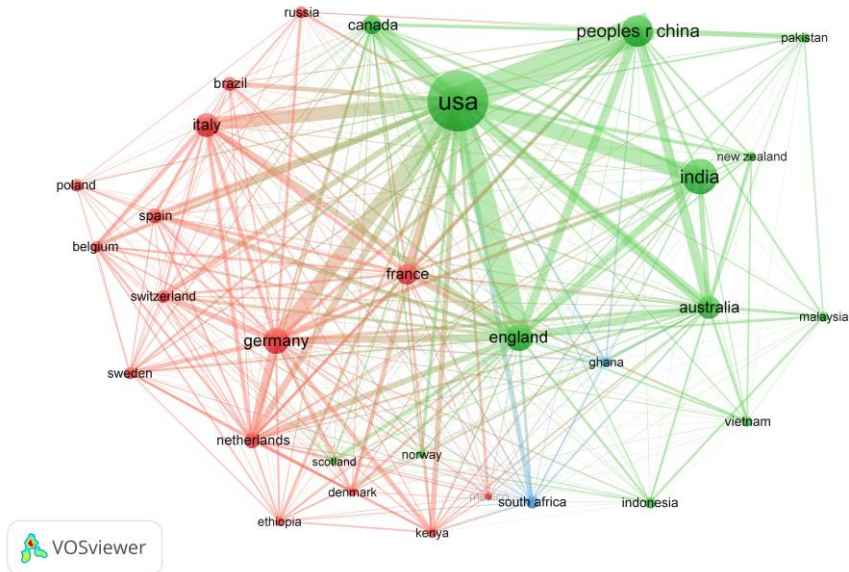 russia
canada
peoples r china
pakistan
brazil
usa
italy
new zealand
india
poland
spain
belgium
france
switzerland
australia
malaysia
germany
england
ghana
sweden
vietnam
netherlands
scotland
norway
denmark
south africa
indonesia
ethiopia
kenya
VOSviewer